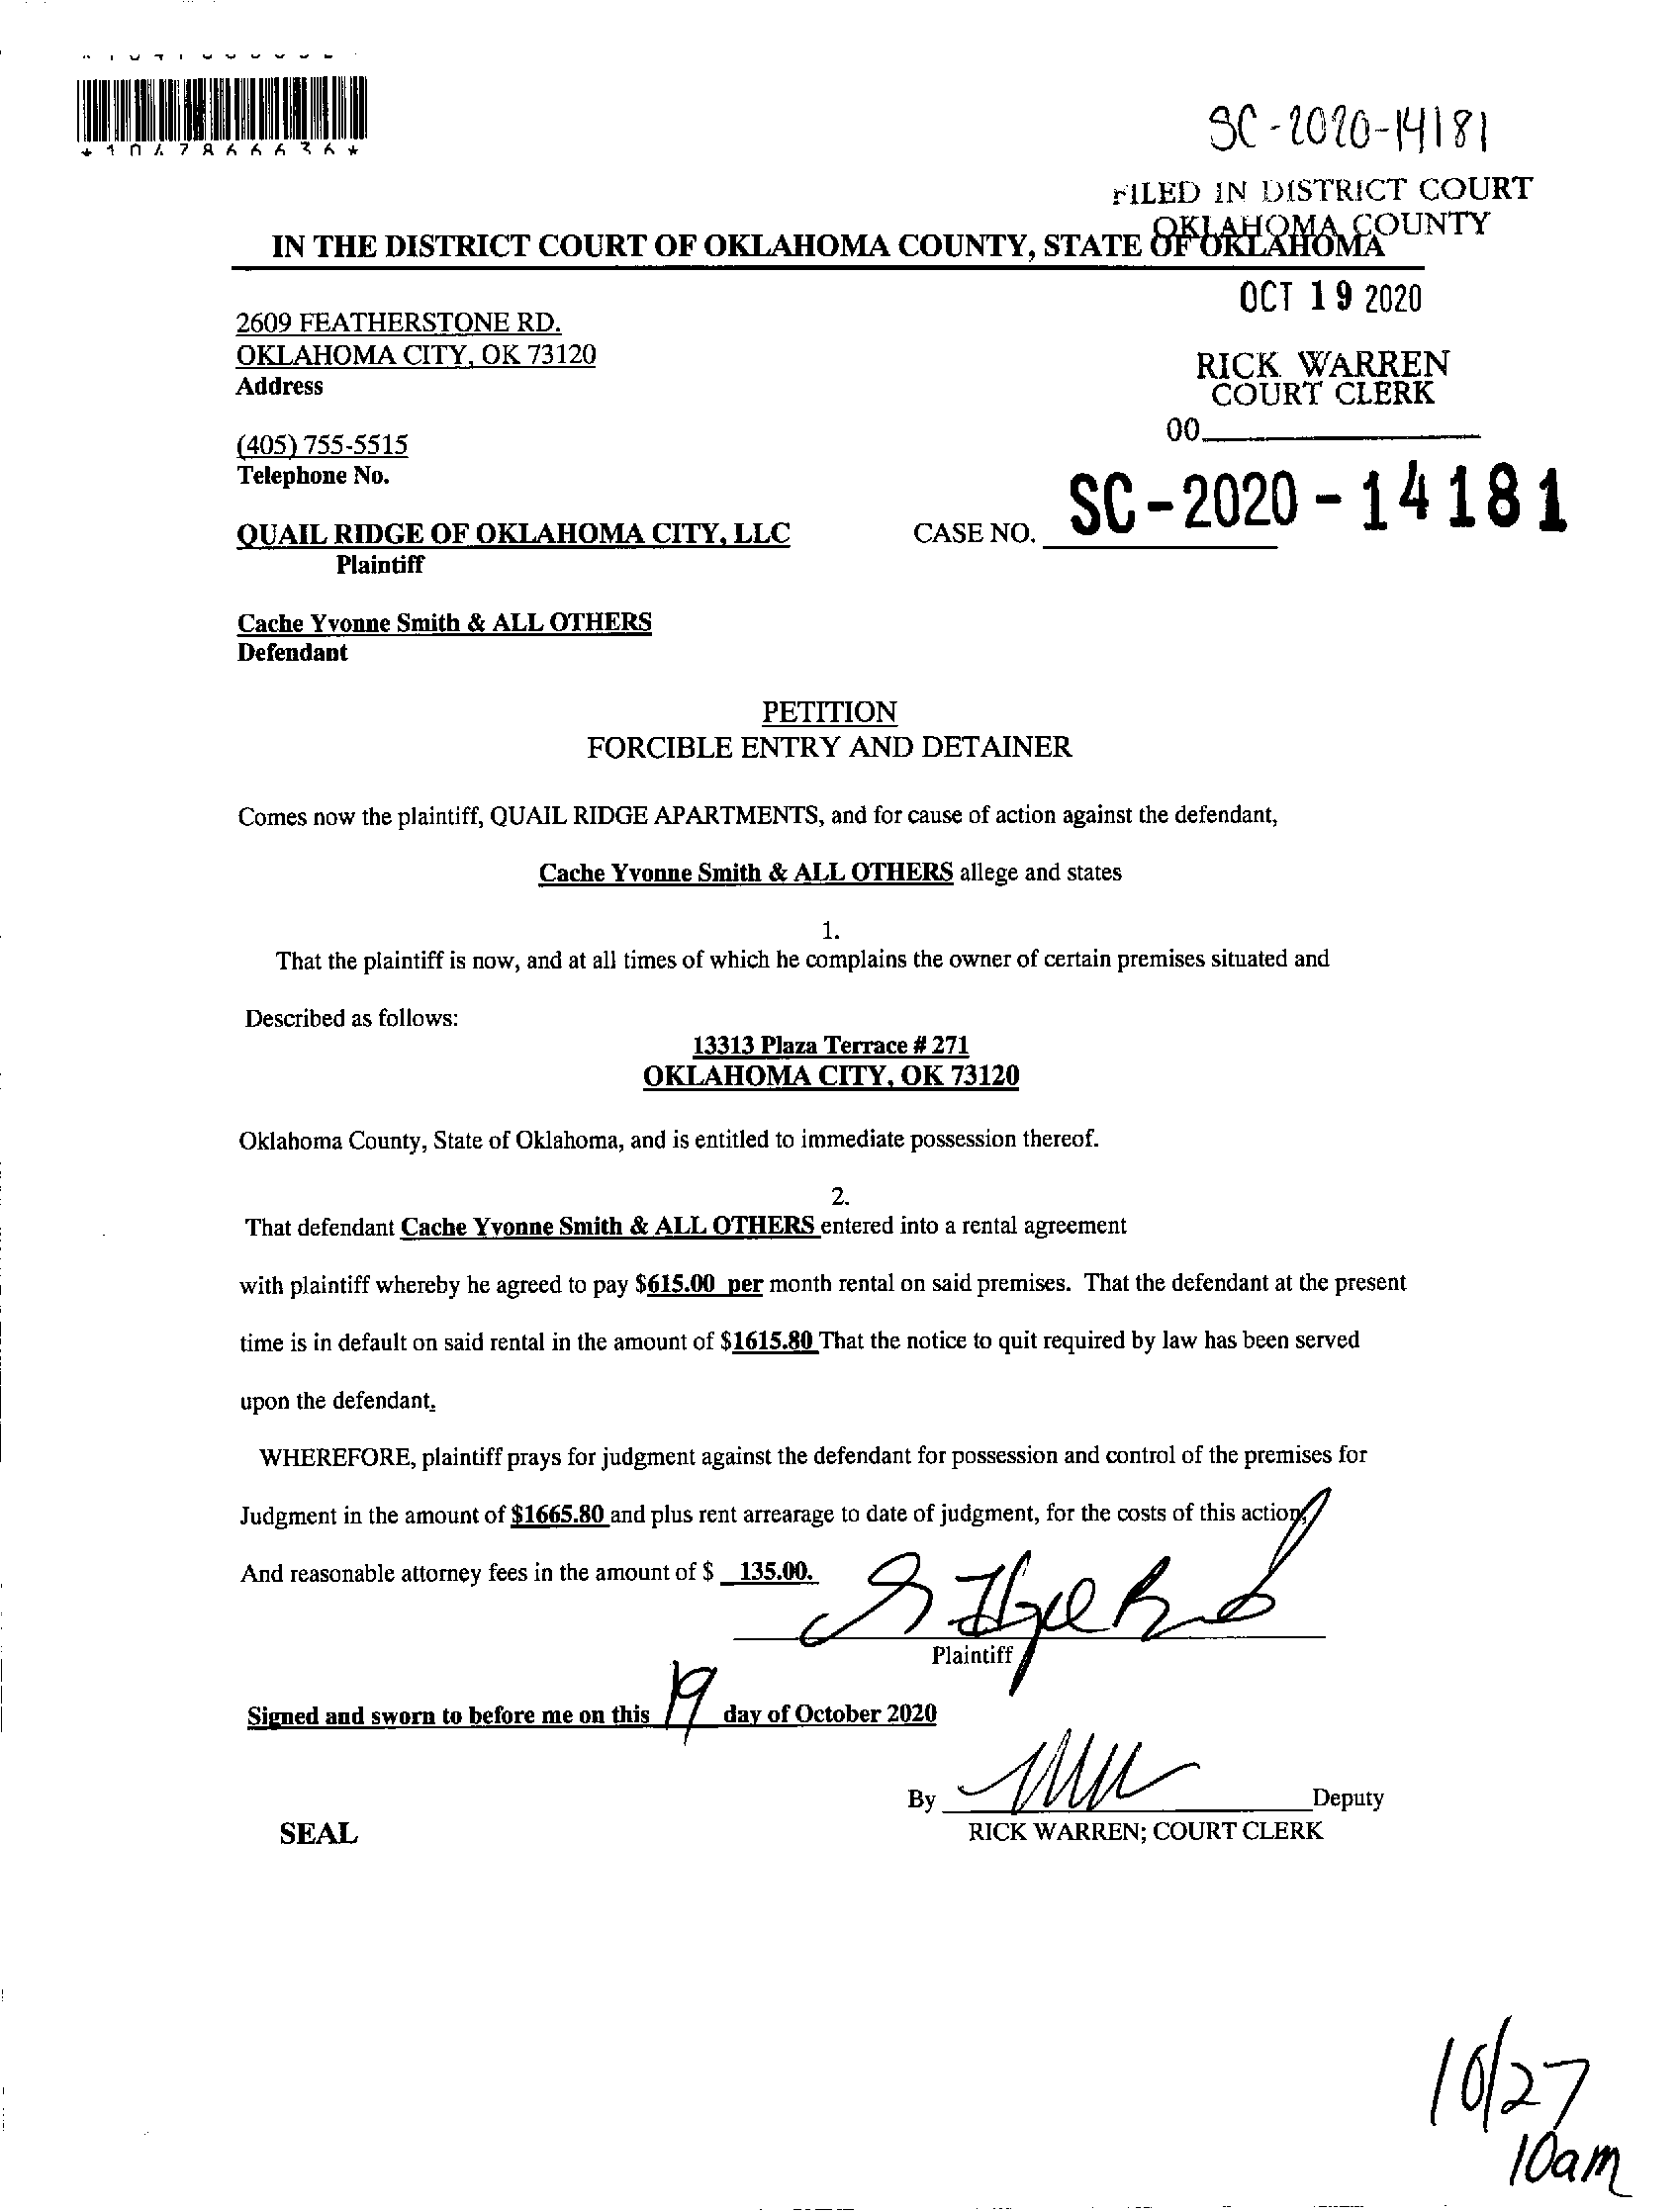 *1047866636*
SC-2020-14181
FILED IN DISTRICT COURT
OKLAHOMA COUNTY
IN THE DISTRICT COURT OF OKLAHOMA COUNTY, STATE OF OKLAHOMA
OCT 19 2020
2609 FEATHERSTONE RD.
OKLAHOMA CITY, OK 73120
Address
RICK WARREN
COURT CLERK
00
(405) 755-5515
Telephone No.
SC-2020-14181
QUAIL RIDGE OF OKLAHOMA CITY, LLC CASE NO.
Plaintiff
Cache Yvonne Smith & ALL OTHERS
Defendant
PETITION
FORCIBLE ENTRY AND DETAINER
Comes now the plaintiff, QUAIL RIDGE APARTMENTS, and for cause of action against the defendant,
Cache Yvonne Smith & ALL OTHERS allege and states
1.
That the plaintiff is now, and at all times of which he complains the owner of certain premises situated and
Described as follows:
13313 Plaza Terrace # 271
OKLAHOMA CITY, OK 73120
Oklahoma County, State of Oklahoma, and is entitled to immediate possession thereof.
2.
That defendant Cache Yvonne Smith & ALL OTHERS entered into a rental agreement
with plaintiff whereby he agreed to pay $615.00 per month rental on said premises. That the defendant at the present
time is in default on said rental in the amount of $1615.80 That the notice to quit required by law has been served
upon the defendant.
WHEREFORE, plaintiff prays for judgment against the defendant for possession and control of the premises for
Judgment in the amount of $1665.80 and plus rent arrearage to date of judgment, for the costs of this action,
And reasonable attorney fees in the amount of $ 135.00.
Plaintiff
Signed and sworn to before me on this 19 day of October 2020
By Deputy
SEAL
RICK WARREN; COURT CLERK
10/27
10am